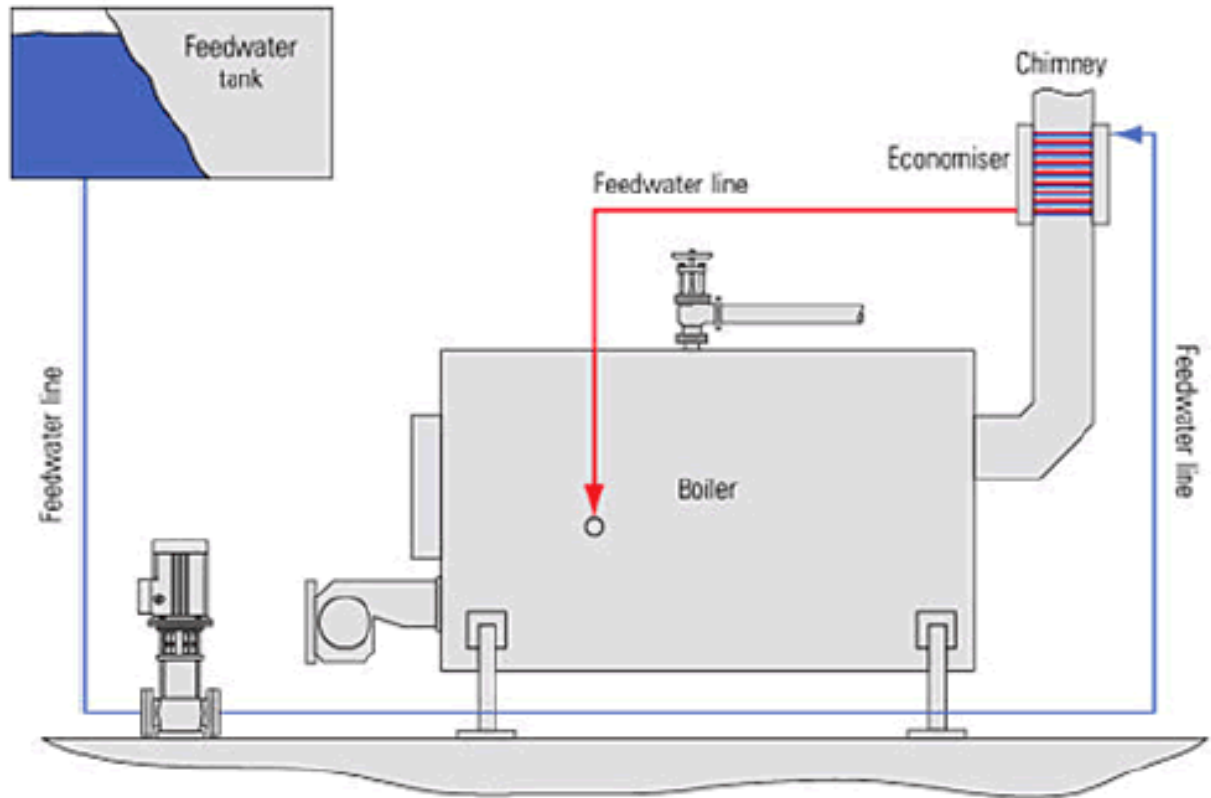 Feedwater
tank
Chimney
Economiser
Feedwater line
Feedwater line
Boiler
Feedwater line